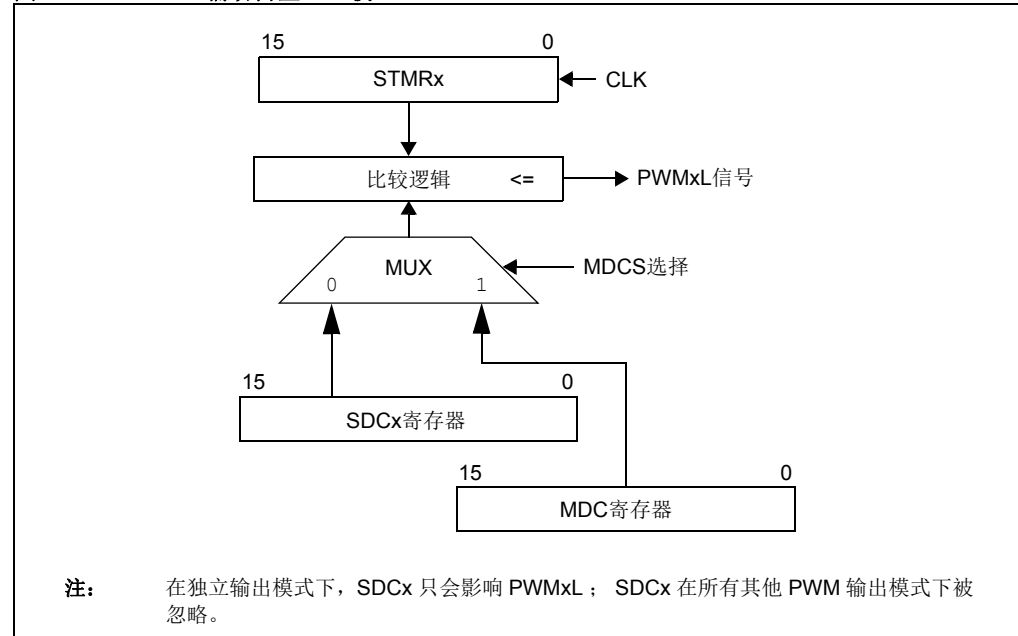 15 0
STMRx
CLK
比较逻辑 <=
PWMxL信号
MUX
MDCS选择
0 1
15 0
SDCx寄存器
15 0
MDC寄存器
注： 在独立输出模式下，SDCx 只会影响 PWMxL ； SDCx 在所有其他 PWM 输出模式下被
忽略。